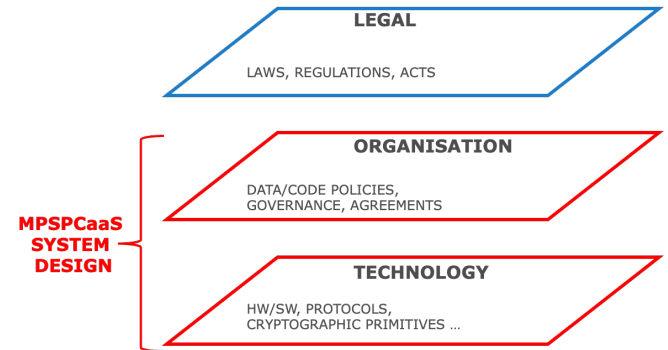 LEGAL
LAWS, REGULATIONS, ACTS
ORGANISATION
DATA/CODE POLICIES,
GOVERNANCE, AGREEMENTS
MPSPCaaS
SYSTEM
DESIGN
TECHNOLOGY
HW/SW, PROTOCOLS,
CRYPTOGRAPHIC PRIMITIVES ...